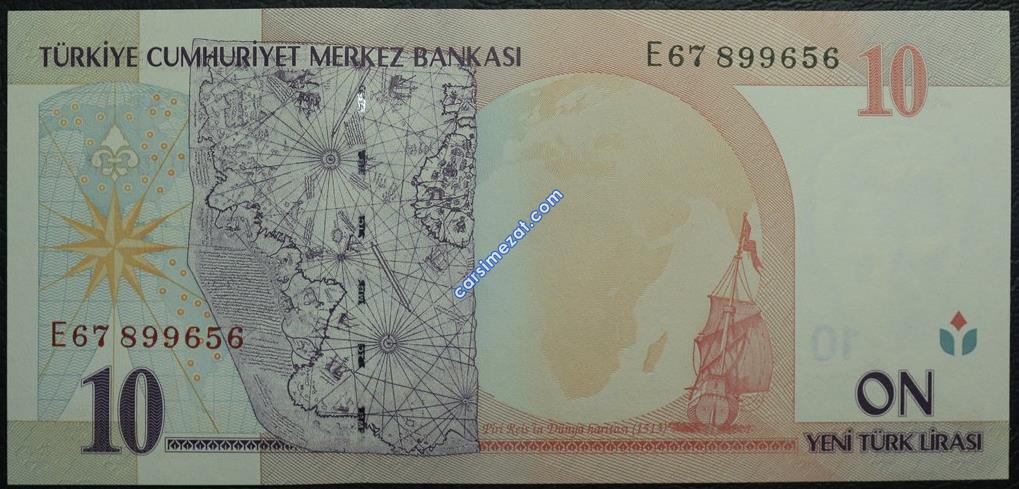 TÜRKİYE CUMHURİYET MERKEZ BANKASI
E67 899656
10
carsimezat.com
E67 899656
10
10
Piri Reis'in Dünya haritası (1513)
ON
YENİ TÜRK LİRASI